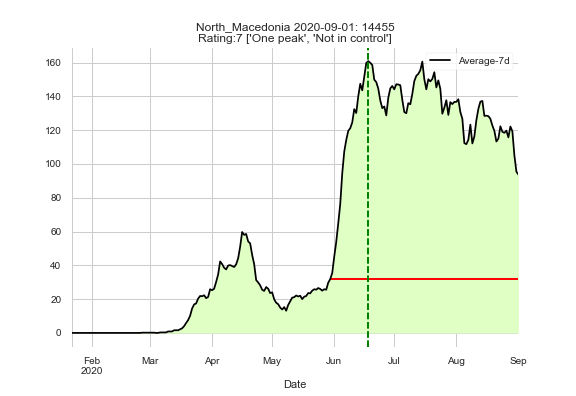 North_Macedonia 2020-09-01: 14455
Rating:7 ['One peak', 'Not in control']
Average-7d
160
140
120
100
80
60
40
20
0
Feb Mar Apr May Jun Jul Aug Sep
2020
Date